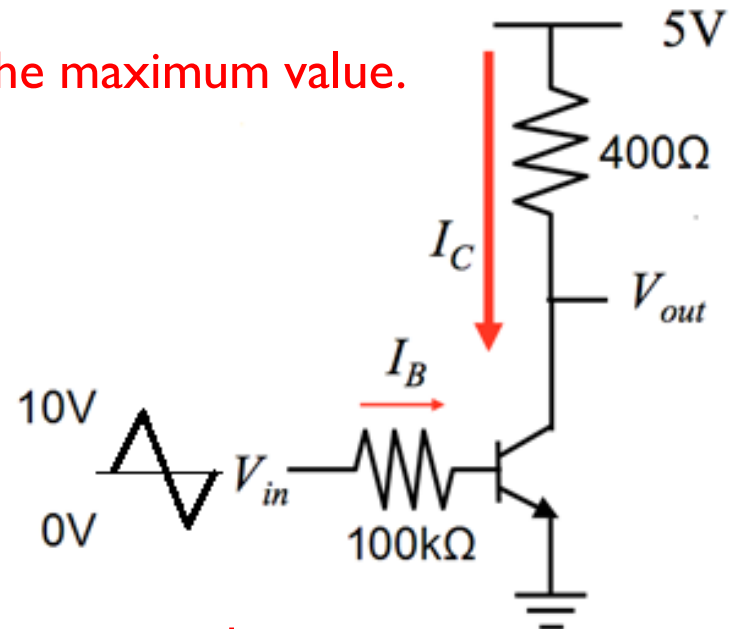 5V
he maximum value.
400Ω
I_C
V_out
I_B
10V
V_in
0V
100kΩ